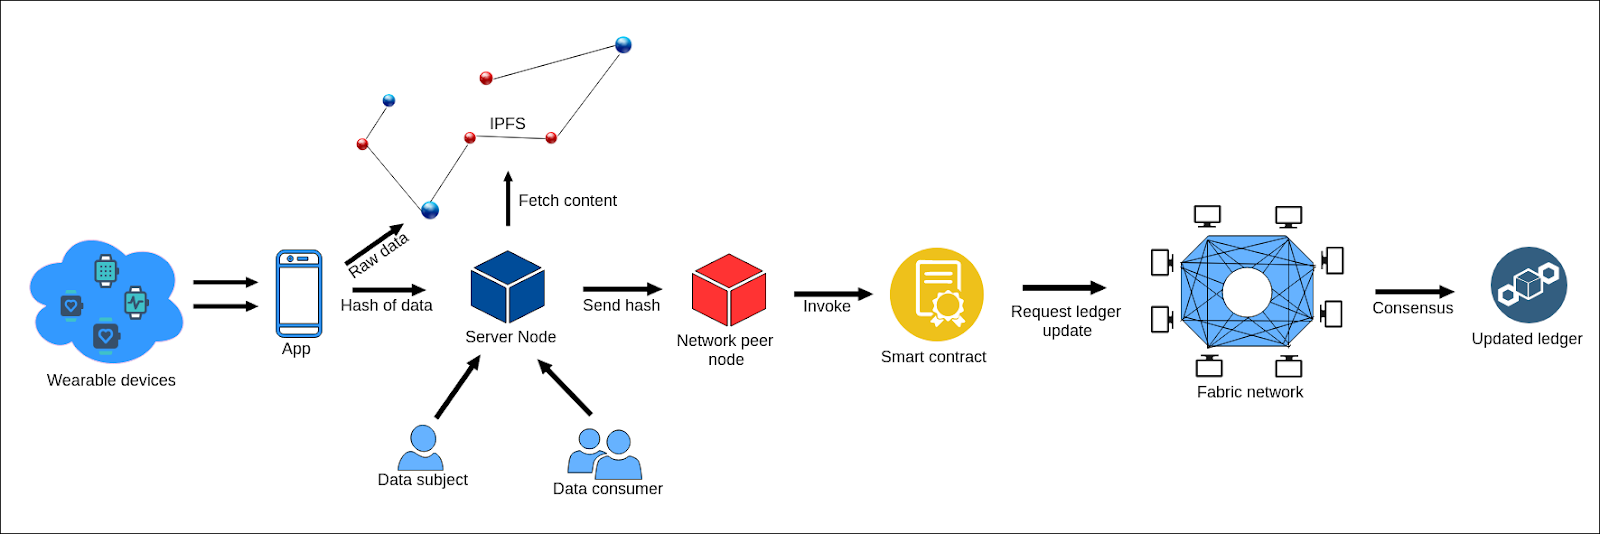 IPFS
Fetch content
Raw data
Hash of data
App
Wearable devices
Server Node
Send hash
Network peer
node
Invoke
Smart contract
Request ledger
update
Fabric network
Consensus
Updated ledger
Data subject
Data consumer